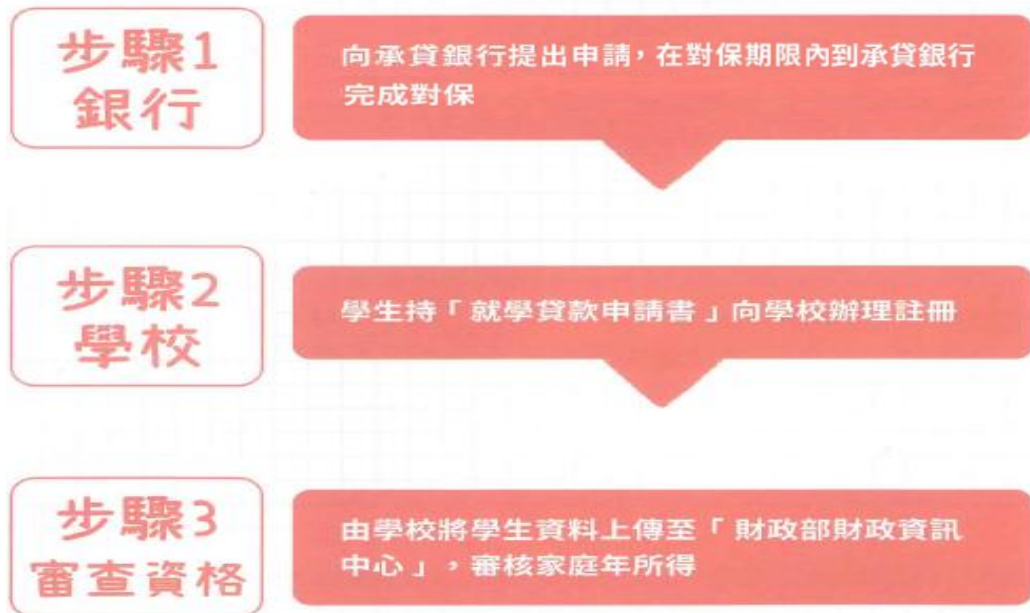 步驟1
銀行
向承貸銀行提出申請，在對保期限內到承貸銀行
完成對保
步驟2
學校
學生持「就學貸款申請書」向學校辦理註冊
步驟3
審查資格
由學校將學生資料上傳至「財政部財政資訊
中心」，審核家庭年所得